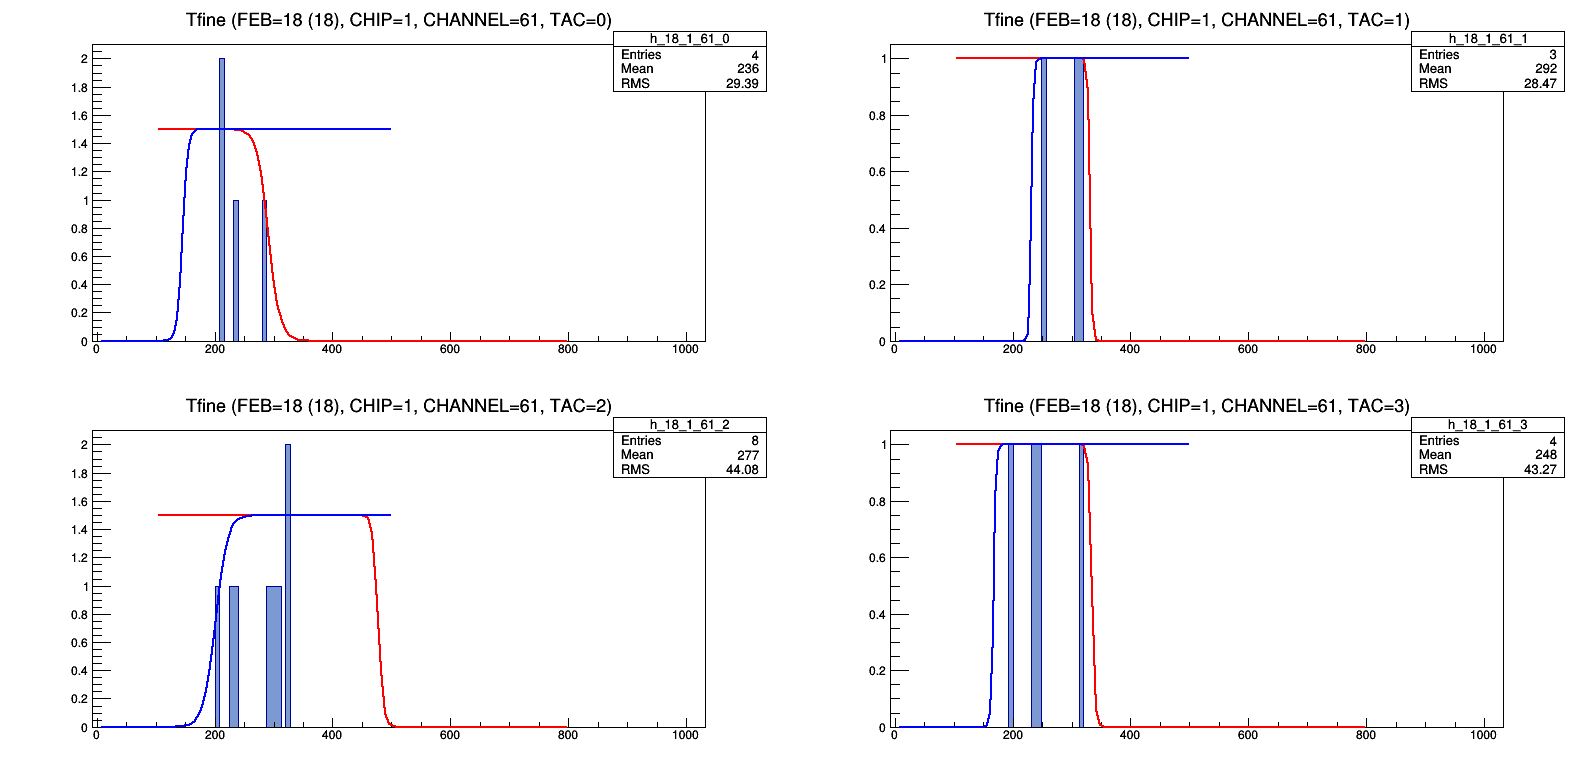 Tfine (FEB=18 (18), CHIP=1, CHANNEL=61, TAC=0)
h_18_1_61_0
Entries 4
Mean 236
RMS 29.39
2
1.8
1.6
1.4
1.2
1
0.8
0.6
0.4
0.2
0
0 200 400 600 800 1000
Tfine (FEB=18 (18), CHIP=1, CHANNEL=61, TAC=1)
h_18_1_61_1
Entries 3
Mean 292
RMS 28.47
1
0.8
0.6
0.4
0.2
0
0 200 400 600 800 1000
Tfine (FEB=18 (18), CHIP=1, CHANNEL=61, TAC=2)
h_18_1_61_2
Entries 8
Mean 277
RMS 44.08
2
1.8
1.6
1.4
1.2
1
0.8
0.6
0.4
0.2
0
0 200 400 600 800 1000
Tfine (FEB=18 (18), CHIP=1, CHANNEL=61, TAC=3)
h_18_1_61_3
Entries 4
Mean 248
RMS 43.27
1
0.8
0.6
0.4
0.2
0
0 200 400 600 800 1000